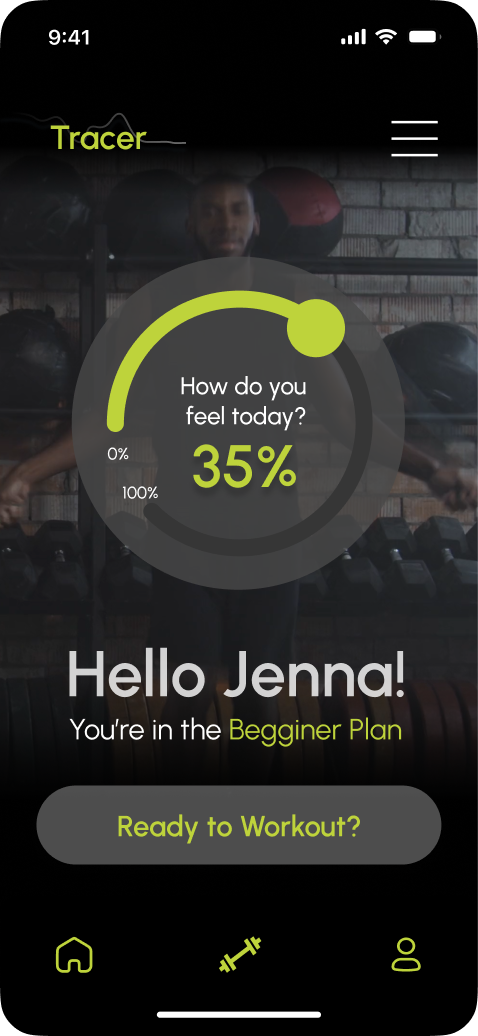 9:41
Tracer
How do you
feel today?
35%
0%
100%
Hello Jenna!
You're in the Begginer Plan
Ready to Workout?